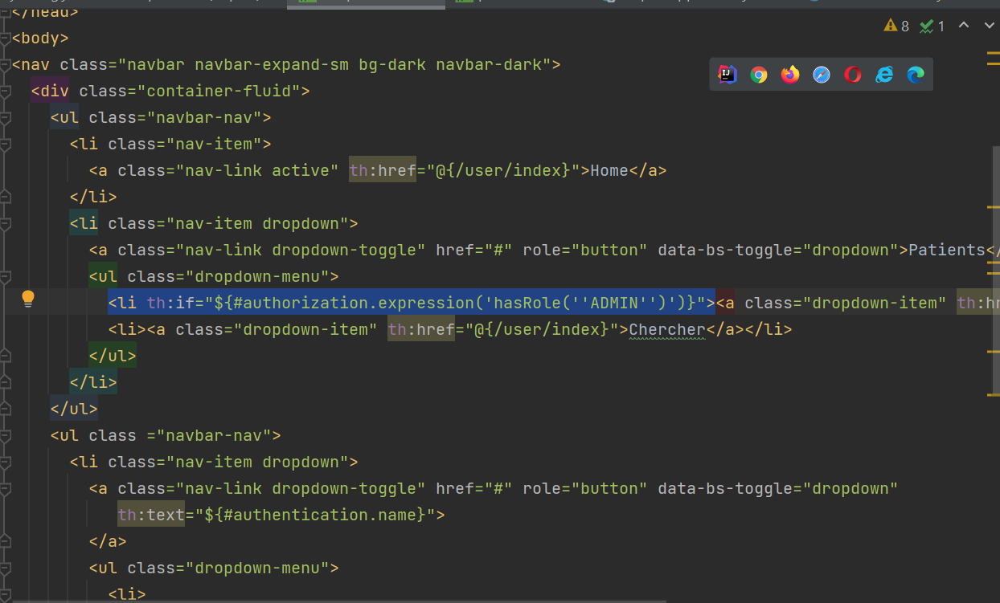 </head>
<body>
8 1
<nav class="navbar navbar-expand-sm bg-dark navbar-dark">
<div class="container-fluid">
<ul class="navbar-nav">
<li class="nav-item">
<a class="nav-link active" th:href="@{/user/index}">Home</a>
</li>
<li class="nav-item dropdown">
<a class="nav-link dropdown-toggle" href="#" role="button" data-bs-toggle="dropdown">Patients</
<ul class="dropdown-menu">
<li th:if="${#authorization.expression('hasRole(''ADMIN'')')}"><a class="dropdown-item" th:hr
<li><a class="dropdown-item" th:href="@{/user/index}">Chercher</a></li>
</ul>
</li>
</ul>
<ul class ="navbar-nav">
<li class="nav-item dropdown">
<a class="nav-link dropdown-toggle" href="#" role="button" data-bs-toggle="dropdown"
th:text="${#authentication.name}">
</a>
<ul class="dropdown-menu">
<li>